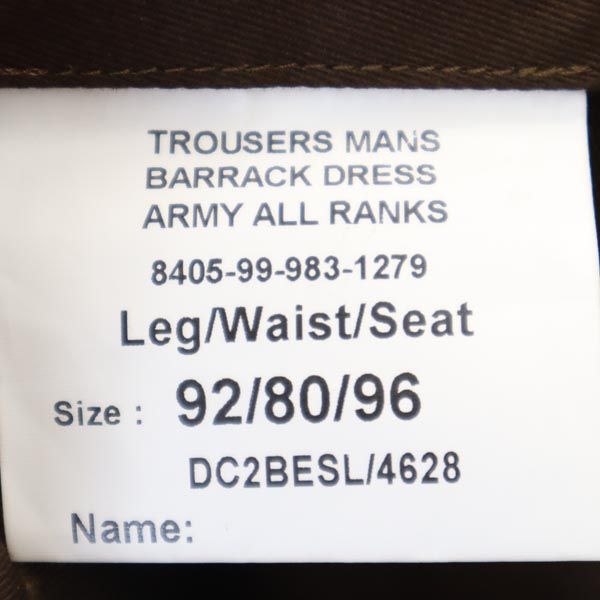 TROUSERS MANS
BARRACK DRESS
ARMY ALL RANKS
8405-99-983-1279
Leg/Waist/Seat
Size : 92/80/96
DC2BESL/4628
Name: